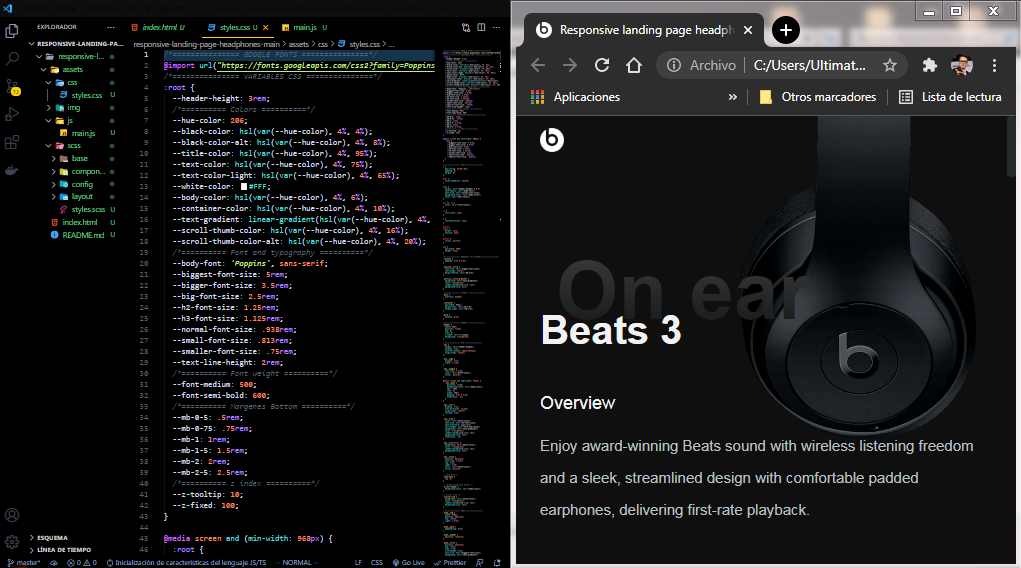 EXPLORADOR
RESPONSIVE-LANDING-PA...
responsive-l...
assets
css
styles.css U
img
js
main.js U
scss
base
compon...
config
layout
styles.scss U
index.html U
README.md U
ESQUEMA
LÍNEA DE TIEMPO
index.html U
styles.css U
main.js U
responsive-landing-page-headphones-main > assets > css > styles.css > ...
1 /*=============== GOOGLE FONTS ===============*/
2 @import url("https://fonts.googleapis.com/css2?family=Poppins
3 /*=============== VARIABLES CSS ===============*/
4 :root {
5 --header-height: 3rem;
6 /*========== Colors ==========*/
7 --hue-color: 206;
8 --black-color: hsl(var(--hue-color), 4%, 4%);
9 --black-color-alt: hsl(var(--hue-color), 4%, 8%);
10 --title-color: hsl(var(--hue-color), 4%, 95%);
11 --text-color: hsl(var(--hue-color), 4%, 75%);
12 --text-color-light: hsl(var(--hue-color), 4%, 65%);
13 --white-color: #FFF;
14 --body-color: hsl(var(--hue-color), 4%, 6%);
15 --container-color: hsl(var(--hue-color), 4%, 10%);
16 --text-gradient: linear-gradient(hsl(var(--hue-color), 4%,
17 --scroll-thumb-color: hsl(var(--hue-color), 4%, 16%);
18 --scroll-thumb-color-alt: hsl(var(--hue-color), 4%, 20%);
19 /*========== Font and typography ==========*/
20 --body-font: 'Poppins', sans-serif;
21 --biggest-font-size: 5rem;
22 --bigger-font-size: 3.5rem;
23 --big-font-size: 2.5rem;
24 --h2-font-size: 1.25rem;
25 --h3-font-size: 1.125rem;
26 --normal-font-size: .938rem;
27 --small-font-size: .813rem;
28 --smaller-font-size: .75rem;
29 --text-line-height: 2rem;
30 /*========== Font weight ==========*/
31 --font-medium: 500;
32 --font-semi-bold: 600;
33 /*========== Margenes Bottom ==========*/
34 --mb-0-5: .5rem;
35 --mb-0-75: .75rem;
36 --mb-1: 1rem;
37 --mb-1-5: 1.5rem;
38 --mb-2: 2rem;
39 --mb-2-5: 2.5rem;
40 /*========== z index ==========*/
41 --z-tooltip: 10;
42 --z-fixed: 100;
43 }
44
45 @media screen and (min-width: 968px) {
46 :root {
master* 0 0 Inicialización de características del lenguaje JS/TS -- NORMAL -- LF CSS Go Live Prettier
Responsive landing page headph
Archivo | C:/Users/Ultimat...
Aplicaciones » Otros marcadores Lista de lectura
On ear
Beats 3
Overview
Enjoy award-winning Beats sound with wireless listening freedom
and a sleek, streamlined design with comfortable padded
earphones, delivering first-rate playback.